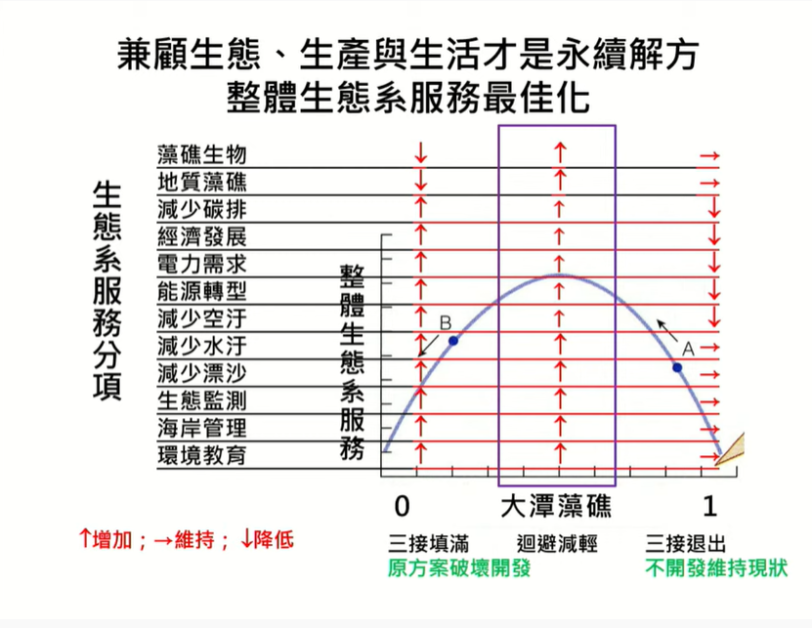 兼顧生態、生產與生活才是永續解方
整體生態系服務最佳化
生態系服務分項
藻礁生物 ↓ ↑ →
地質藻礁 ↓ ↑ →
減少碳排 ↑ ↑ ↓
經濟發展 ↑ ↑ ↓
電力需求 ↑ ↑ ↓
能源轉型 ↑ ↑ ↓
減少空汙 ↑ ↑ ↓
減少水汙 ↑ ↑ →
減少漂沙 ↑ ↑ →
生態監測 ↑ ↑ →
海岸管理 ↑ ↑ →
環境教育 ↑ ↑ →
整體生態系服務
B
A
0 大潭藻礁 1
↑增加；→維持；↓降低
三接填滿 迴避減輕 三接退出
原方案破壞開發 不開發維持現狀